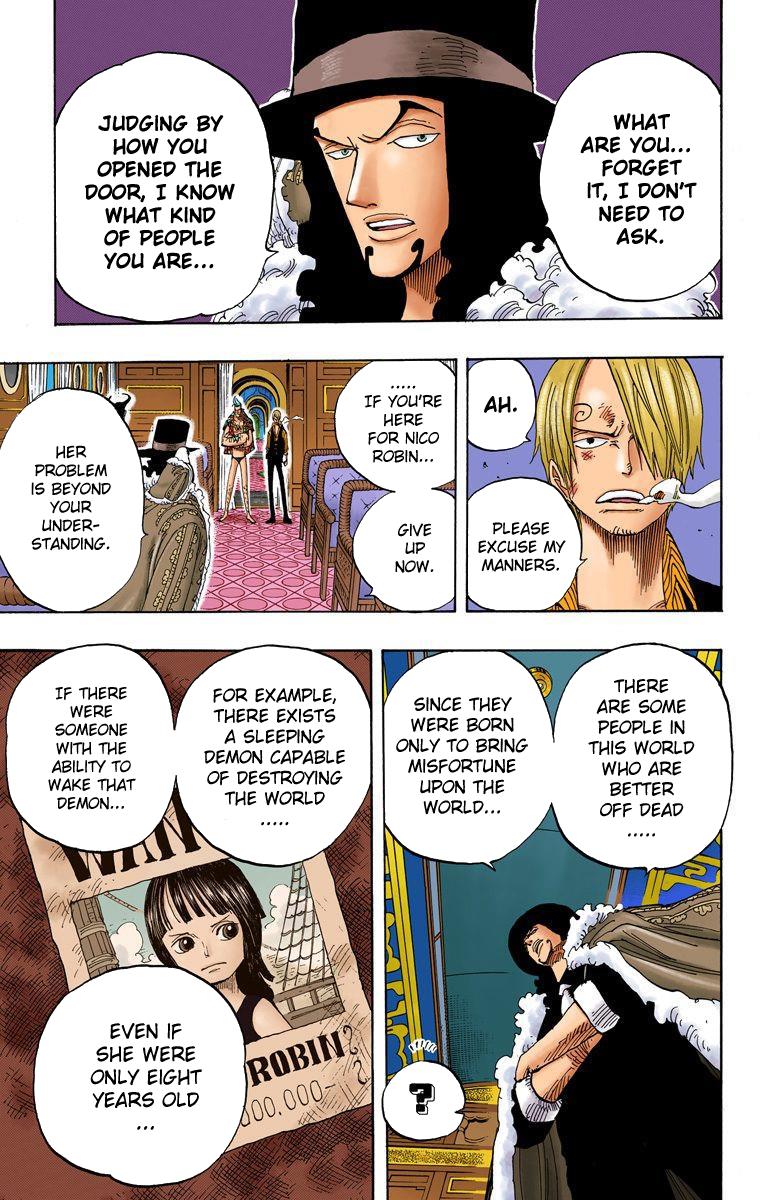 WHAT
ARE YOU...
FORGET
IT, I DON'T
NEED TO
ASK.
JUDGING BY
HOW YOU
OPENED THE
DOOR, I KNOW
WHAT KIND
OF PEOPLE
YOU ARE...
AH.
PLEASE
EXCUSE MY
MANNERS.
.....
IF YOU'RE
HERE
FOR NICO
ROBIN...
GIVE
UP
NOW.
HER
PROBLEM
IS BEYOND
YOUR
UNDER-
STANDING.
THERE
ARE SOME
PEOPLE IN
THIS WORLD
WHO ARE
BETTER
OFF DEAD
.....
SINCE THEY
WERE BORN
ONLY TO BRING
MISFORTUNE
UPON THE
WORLD...
?
FOR EXAMPLE,
THERE EXISTS
A SLEEPING
DEMON CAPABLE
OF DESTROYING
THE WORLD
.....
IF THERE
WERE
SOMEONE
WITH THE
ABILITY TO
WAKE THAT
DEMON...
WAN
ROBIN
000.000-
EVEN IF
SHE WERE
ONLY EIGHT
YEARS OLD
...